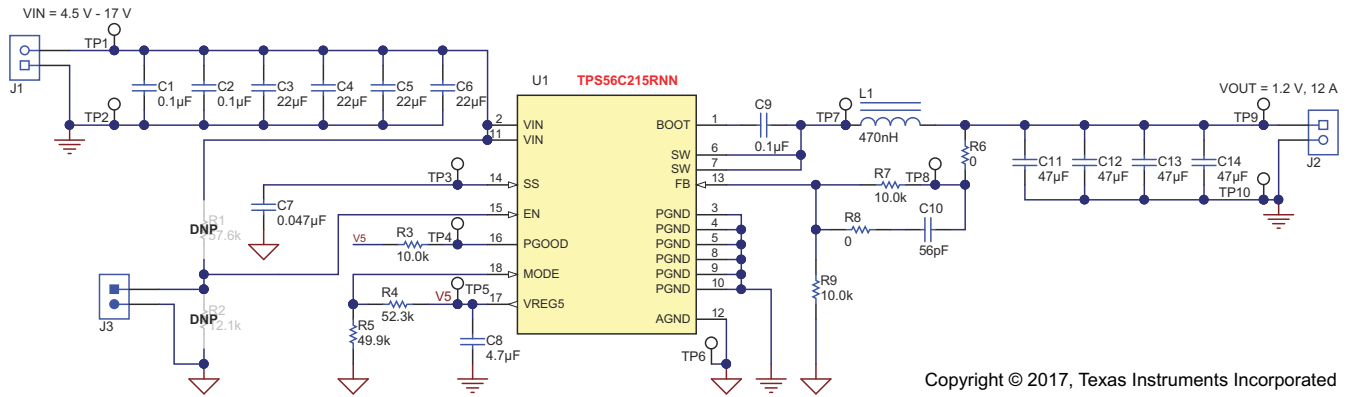 VIN = 4.5 V - 17 V
TP1
J1
TP2
C1
0.1µF
C2
0.1µF
C3
22µF
C4
22µF
C5
22µF
C6
22µF
U1
TPS56C215RNN
2
VIN
11
VIN
14
SS
15
EN
16
PGOOD
18
MODE
17
VREG5
BOOT
1
SW
6
SW
7
FB
13
PGND
3
PGND
4
PGND
5
PGND
8
PGND
9
PGND
10
AGND
12
TP3
C7
0.047µF
R1
DNP
57.6k
R2
DNP
12.1k
J3
V5
R3
10.0k
TP4
R4
52.3k
V5
TP5
R5
49.9k
C8
4.7µF
TP6
C9
0.1µF
TP7
L1
470nH
R6
0
R7
10.0k
TP8
R8
0
C10
56pF
R9
10.0k
C11
47µF
C12
47µF
C13
47µF
C14
47µF
VOUT = 1.2 V, 12 A
TP9
TP10
J2
Copyright © 2017, Texas Instruments Incorporated